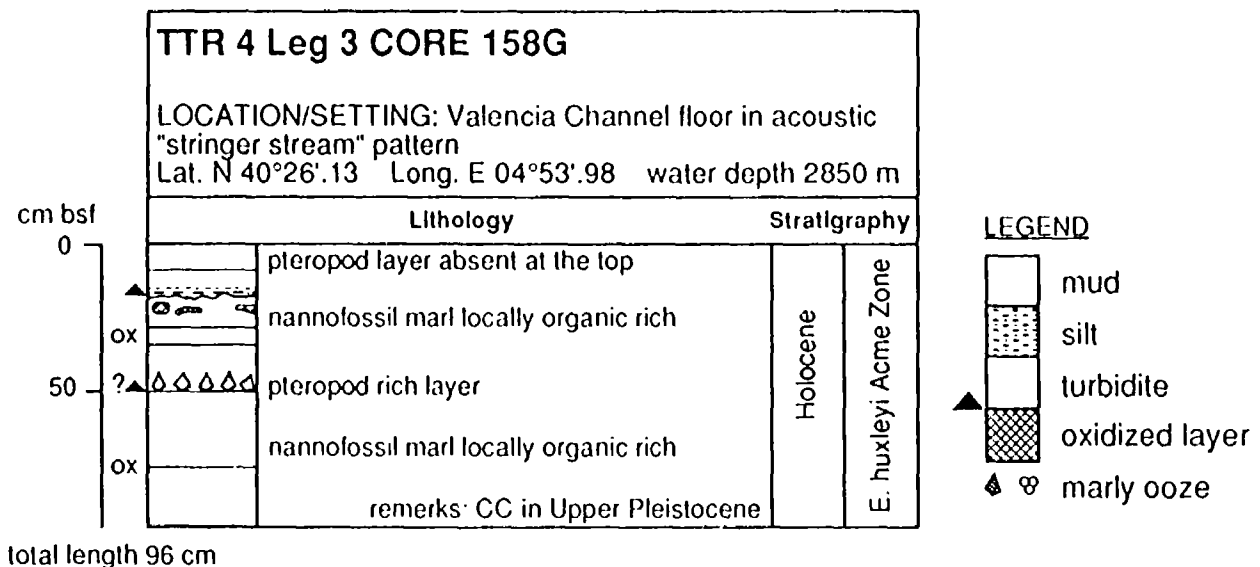 TTR 4 Leg 3 CORE 158G
LOCATION/SETTING: Valencia Channel floor in acoustic
"stringer stream" pattern
Lat. N 40°26'.13 Long. E 04°53'.98 water depth 2850 m
cm bsf
Lithology
Stratigraphy
0
pteropod layer absent at the top
nannofossil marl locally organic rich
ox
50
?
pteropod rich layer
nannofossil marl locally organic rich
ox
remarks: CC in Upper Pleistocene
Holocene
E. huxleyi Acme Zone
total length 96 cm
LEGEND
mud
silt
turbidite
oxidized layer
marly ooze